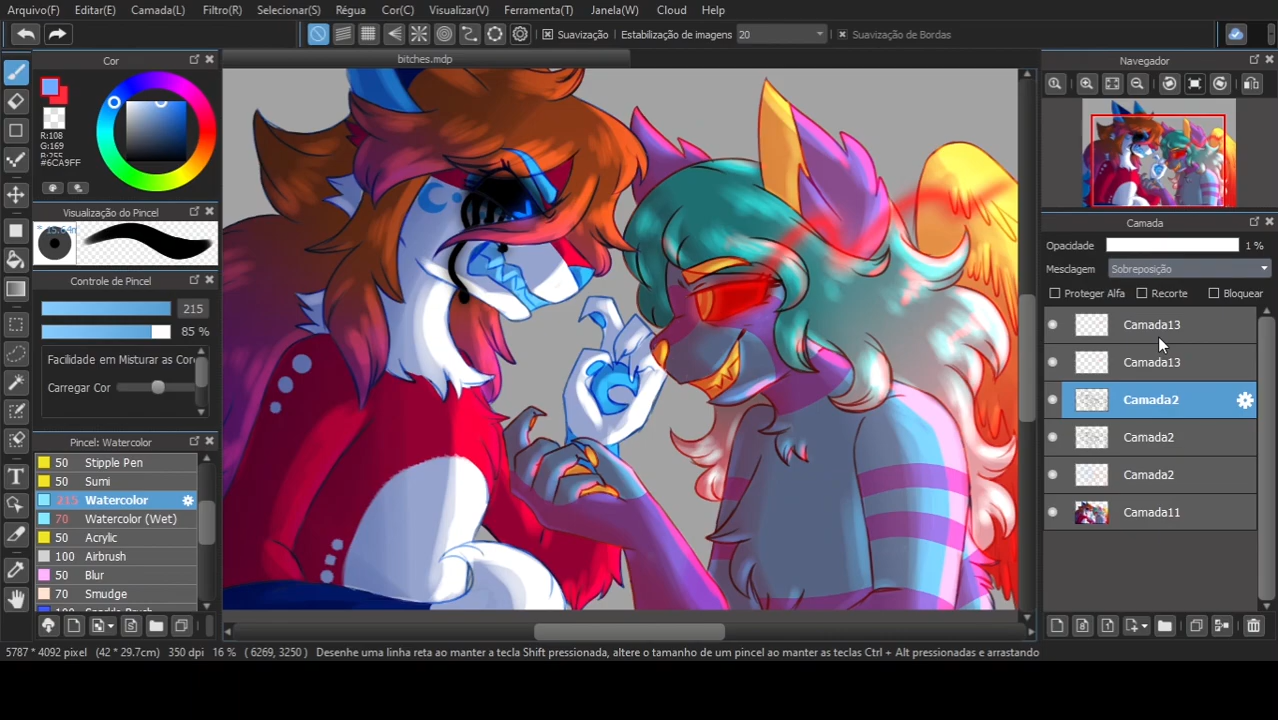 Arquivo(F) Editar(E) Camada(L) Filtro(R) Selecionar(S) Régua Cor(C) Visualizar(V) Ferramenta(T) Janela(W) Cloud Help
Suavização Estabilização de imagens 20 Suavização de Bordas
Cor
bitches.mdp
Navegador
R:108
G:169
B:255
#6CA9FF
Visualização do Pincel
* 15.64m
Controle de Pincel
215
85 %
Facilidade em Misturar as Cor
Carregar Cor
Pincel: Watercolor
50 Stipple Pen
50 Sumi
215 Watercolor
70 Watercolor (Wet)
50 Acrylic
100 Airbrush
50 Blur
70 Smudge
Camada
Opacidade 1 %
Mesclagem Sobreposição
Proteger Alfa Recorte Bloquear
Camada13
Camada13
Camada2
Camada2
Camada2
Camada11
5787 * 4092 pixel (42 * 29.7cm) 350 dpi 16 % ( 6269, 3250 ) Desenhe uma linha reta ao manter a tecla Shift pressionada, altere o tamanho de um pincel ao manter as teclas Ctrl + Alt pressionadas e arrastando